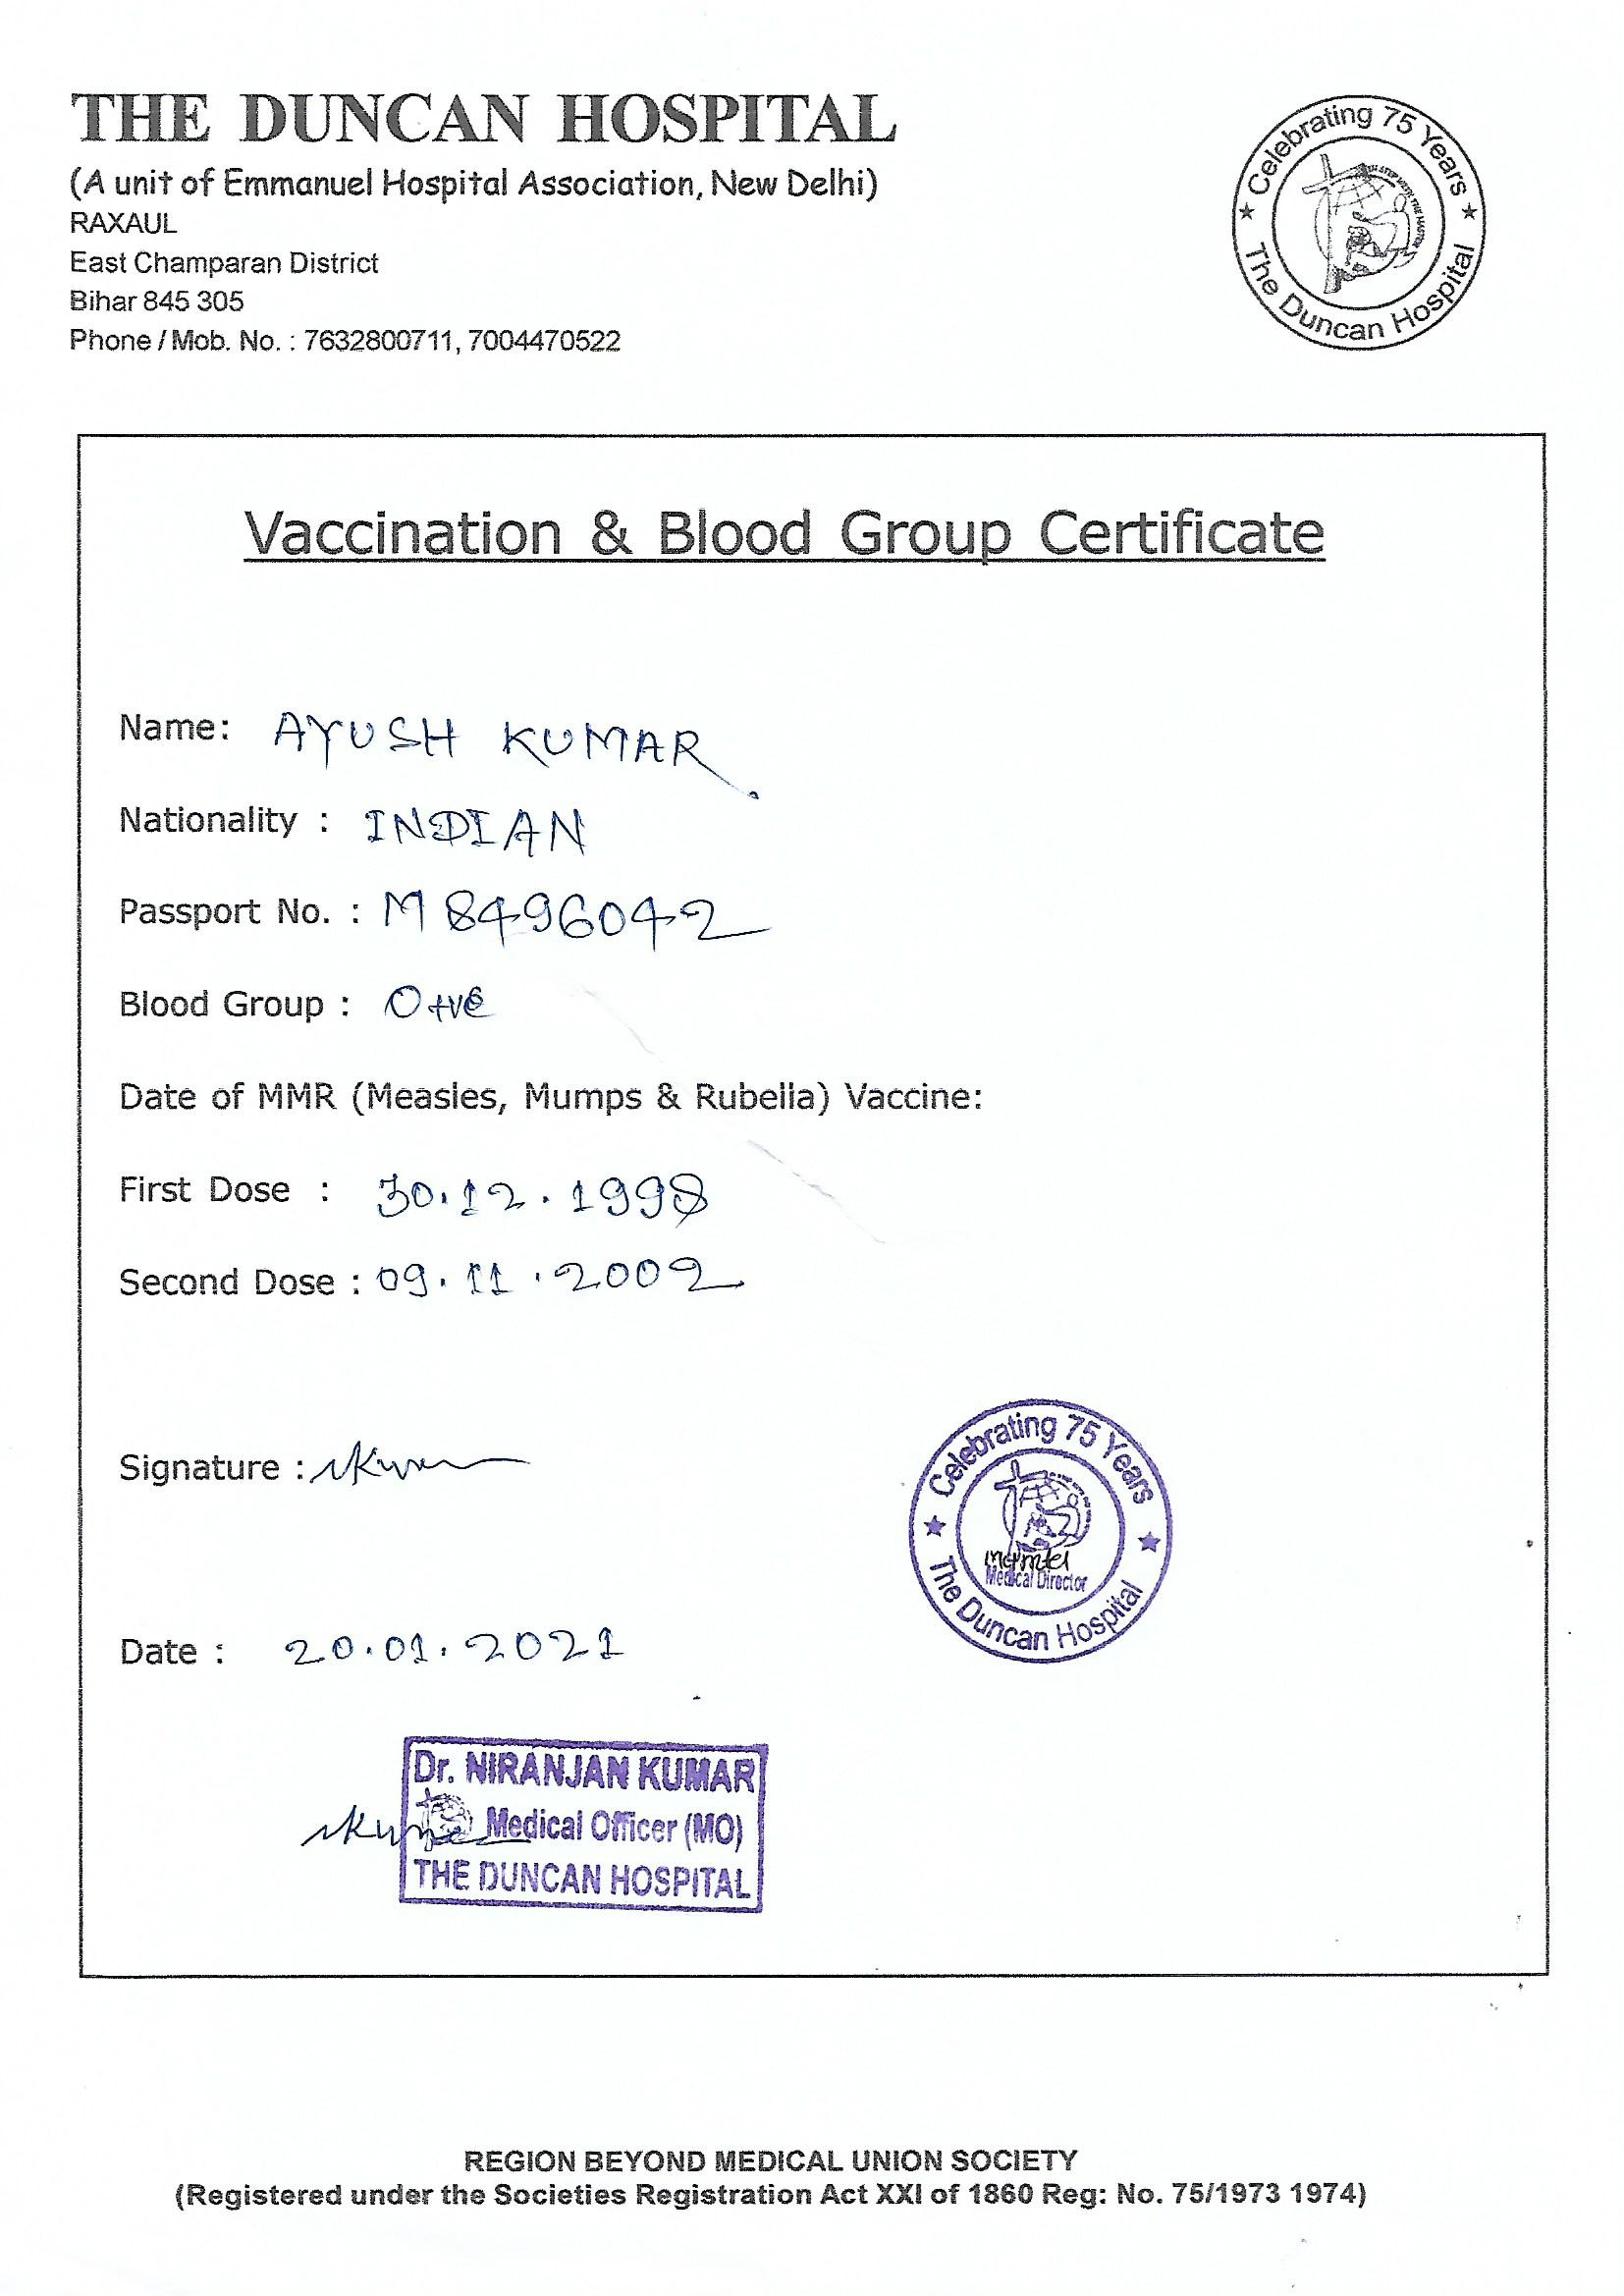 THE DUNCAN HOSPITAL
(A unit of Emmanuel Hospital Association, New Delhi)
RAXAUL
East Champaran District
Bihar 845 305
Phone / Mob. No. : 7632800711, 7004470522
★ Celebrating 75 Years ★
The Duncan Hospital
Vaccination & Blood Group Certificate
Name: AYUSH KUMAR
Nationality : INDIAN
Passport No. : M8496042
Blood Group : O+ve
Date of MMR (Measles, Mumps & Rubella) Vaccine:
First Dose : 30.12.1998
Second Dose : 09.11.2002
Signature :
★ Celebrating 75 Years ★
Medical Director
The Duncan Hospital
Date : 20.01.2021
Dr. NIRANJAN KUMAR
Medical Officer (MO)
THE DUNCAN HOSPITAL
REGION BEYOND MEDICAL UNION SOCIETY
(Registered under the Societies Registration Act XXI of 1860 Reg: No. 75/1973 1974)